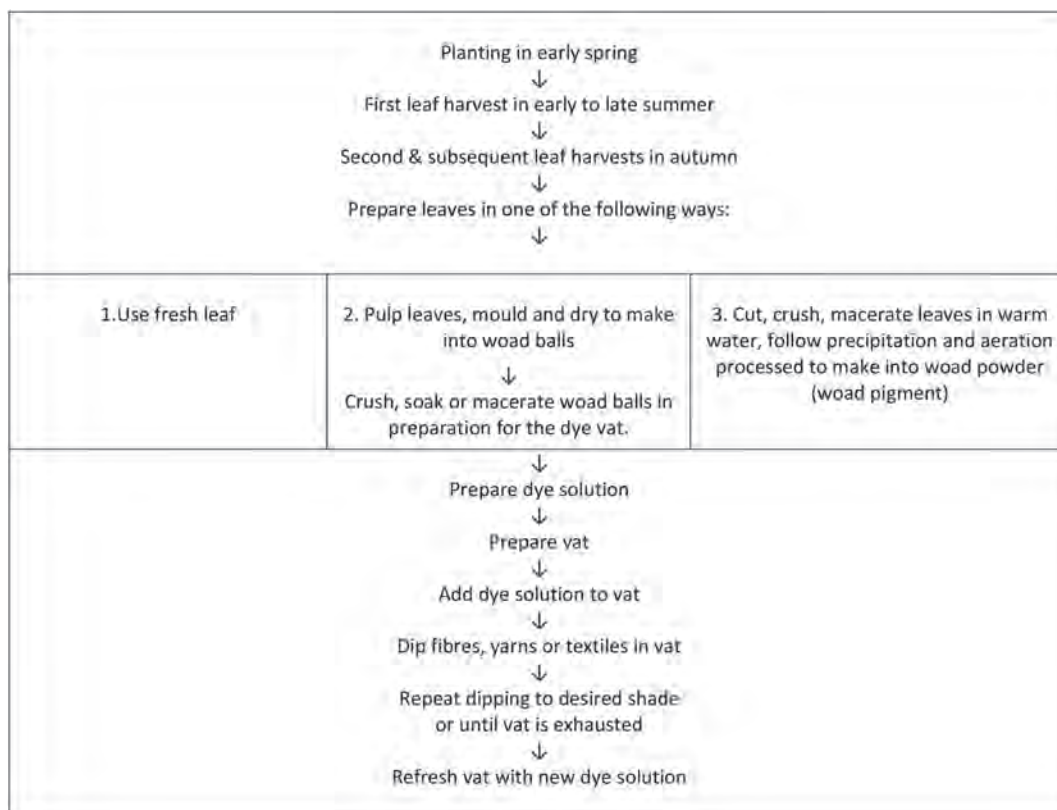 Planting in early spring
↓
First leaf harvest in early to late summer
↓
Second & subsequent leaf harvests in autumn
↓
Prepare leaves in one of the following ways:
↓
1.Use fresh leaf
2. Pulp leaves, mould and dry to make
into woad balls
↓
Crush, soak or macerate woad balls in
preparation for the dye vat.
3. Cut, crush, macerate leaves in warm
water, follow precipitation and aeration
processed to make into woad powder
(woad pigment)
↓
Prepare dye solution
↓
Prepare vat
↓
Add dye solution to vat
↓
Dip fibres, yarns or textiles in vat
↓
Repeat dipping to desired shade
or until vat is exhausted
↓
Refresh vat with new dye solution